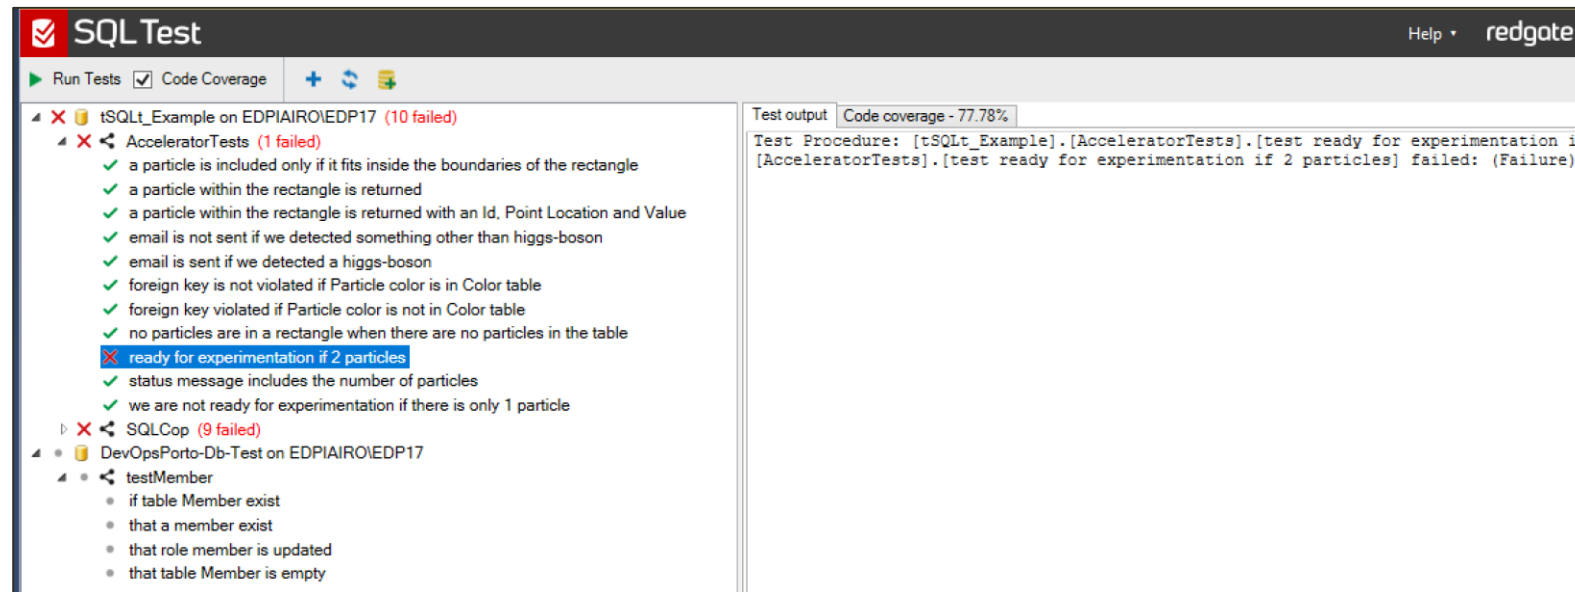 SQL Test
Help
redgate
Run Tests Code Coverage
tSQLt_Example on EDPIAIRO\EDP17 (10 failed)
AcceleratorTests (1 failed)
a particle is included only if it fits inside the boundaries of the rectangle
a particle within the rectangle is returned
a particle within the rectangle is returned with an Id, Point Location and Value
email is not sent if we detected something other than higgs-boson
email is sent if we detected a higgs-boson
foreign key is not violated if Particle color is in Color table
foreign key violated if Particle color is not in Color table
no particles are in a rectangle when there are no particles in the table
ready for experimentation if 2 particles
status message includes the number of particles
we are not ready for experimentation if there is only 1 particle
SQLCop (9 failed)
DevOpsPorto-Db-Test on EDPIAIRO\EDP17
testMember
if table Member exist
that a member exist
that role member is updated
that table Member is empty
Test output Code coverage - 77.78%
Test Procedure: [tSQLt_Example].[AcceleratorTests].[test ready for experimentation i
[AcceleratorTests].[test ready for experimentation if 2 particles] failed: (Failure)